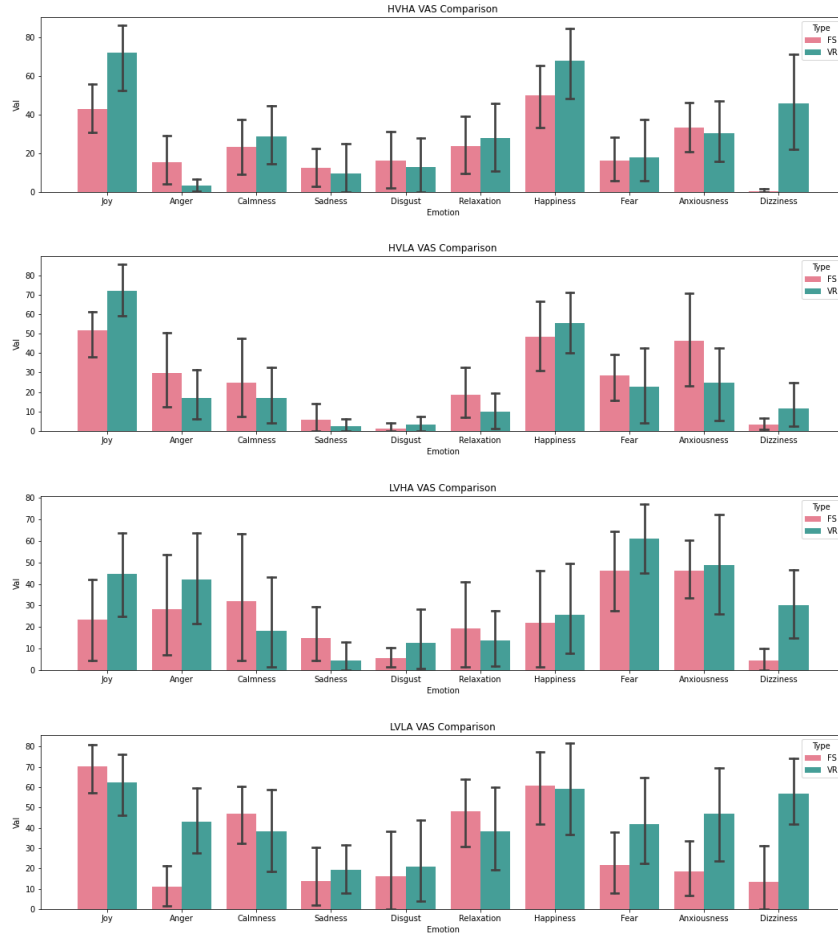 HVHA VAS Comparison
Type
FS
VR
80
60
40
20
0
Val
Joy Anger Calmness Sadness Disgust Relaxation Happiness Fear Anxiousness Dizziness
Emotion
HVLA VAS Comparison
Type
FS
VR
80
70
60
50
40
30
20
10
0
Val
Joy Anger Calmness Sadness Disgust Relaxation Happiness Fear Anxiousness Dizziness
Emotion
LVHA VAS Comparison
Type
FS
VR
80
70
60
50
40
30
20
10
0
Val
Joy Anger Calmness Sadness Disgust Relaxation Happiness Fear Anxiousness Dizziness
Emotion
LVLA VAS Comparison
Type
FS
VR
80
70
60
50
40
30
20
10
0
Val
Joy Anger Calmness Sadness Disgust Relaxation Happiness Fear Anxiousness Dizziness
Emotion